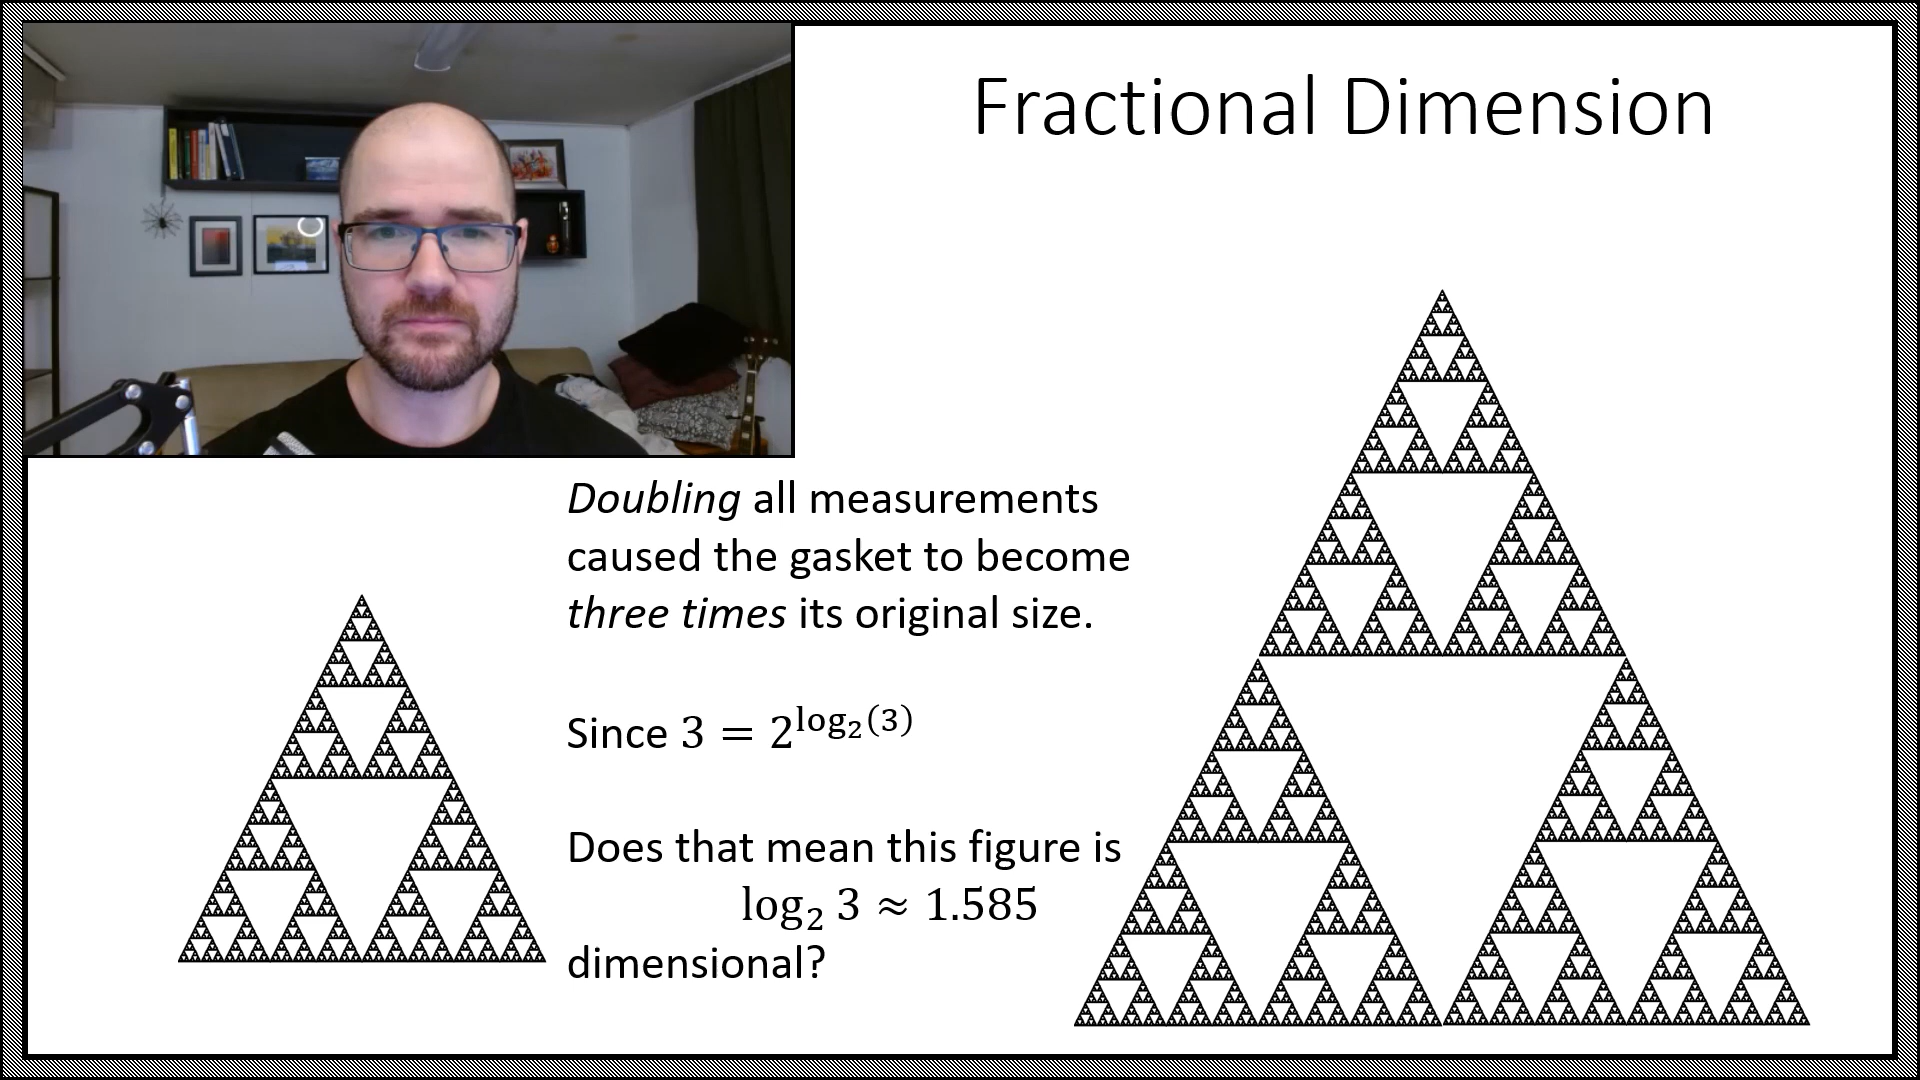 Fractional Dimension
Doubling all measurements
caused the gasket to become
three times its original size.
Since 3 = 2^{log₂(3)}
Does that mean this figure is
log₂ 3 ≈ 1.585
dimensional?